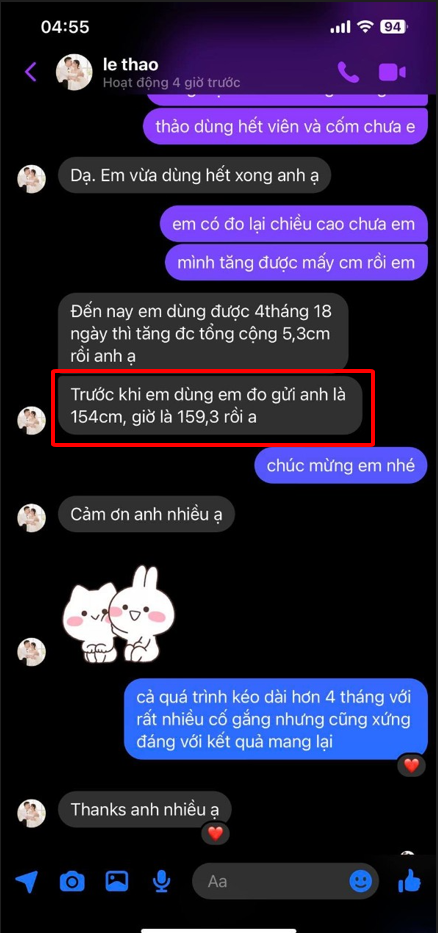 04:55
94
le thao
Hoạt động 4 giờ trước
thảo dùng hết viên và cốm chưa e
Dạ. Em vừa dùng hết xong anh ạ
em có đo lại chiều cao chưa em
mình tăng được mấy cm rồi em
Đến nay em dùng được 4tháng 18
ngày thì tăng đc tổng cộng 5,3cm
rồi anh ạ
Trước khi em dùng em đo gửi anh là
154cm, giờ là 159,3 rồi a
chúc mừng em nhé
Cảm ơn anh nhiều ạ
cả quá trình kéo dài hơn 4 tháng với
rất nhiều cố gắng nhưng cũng xứng
đáng với kết quả mang lại
Thanks anh nhiều ạ
Aa